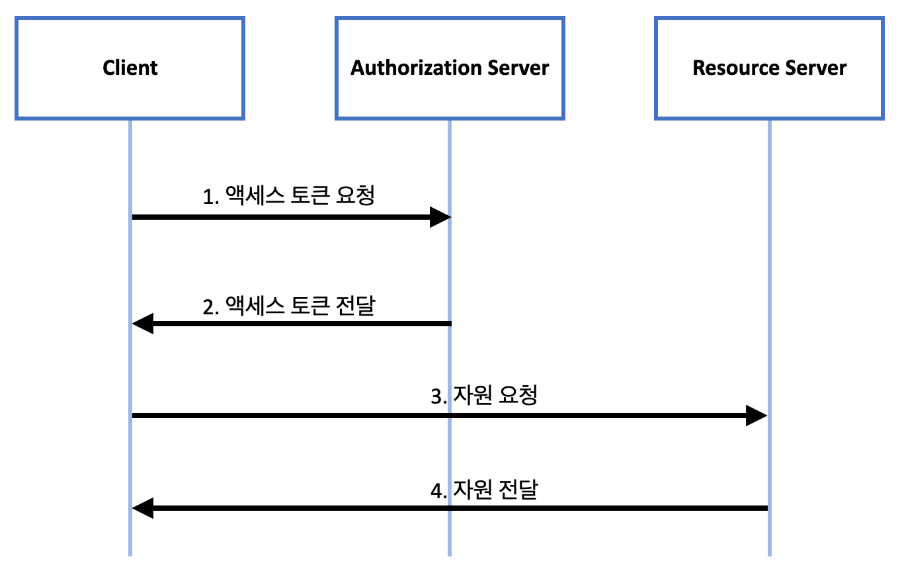 Client
Authorization Server
Resource Server
1. 액세스 토큰 요청
2. 액세스 토큰 전달
3. 자원 요청
4. 자원 전달